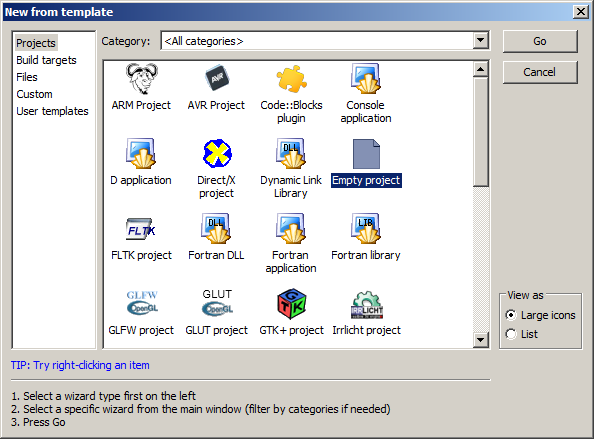 New from template
Projects
Build targets
Files
Custom
User templates
Category:
<All categories>
Go
Cancel
ARM Project
AVR
AVR Project
Code::Blocks
plugin
Console
application
D application
Direct/X
project
DLL
Dynamic Link
Library
Empty project
FLTK
FLTK project
DLL
Fortran DLL
Fortran
application
LIB
Fortran library
GLFW
OpenGL
GLFW project
GLUT
OpenGL
GLUT project
GTK
GTK+ project
IRRLICHT
Irrlicht project
View as
Large icons
List
TIP: Try right-clicking an item
1. Select a wizard type first on the left
2. Select a specific wizard from the main window (filter by categories if needed)
3. Press Go